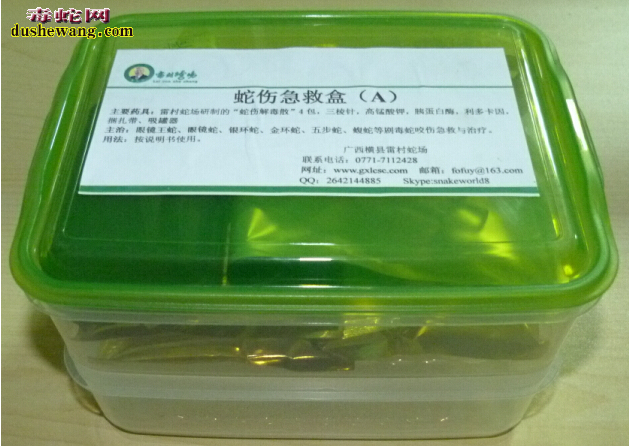 毒蛇网
dushewang.com
雷村蛇场
蛇伤急救盒（A）
主要药具：雷村蛇场研制的“蛇伤解毒散”4包，三棱针，高锰酸钾，胰蛋白酶，利多卡因，
捆扎带、吸罐器
主治：眼镜王蛇，眼镜蛇，银环蛇，金环蛇，五步蛇，蝮蛇等剧毒蛇咬伤急救与治疗。
用法：按说明书使用。
广西横县雷村蛇场
联系电话：0771-7112428
网址：www.gxlcsc.com 邮箱：fofuy@163.com
QQ：2642144885 Skype:snakeworld8